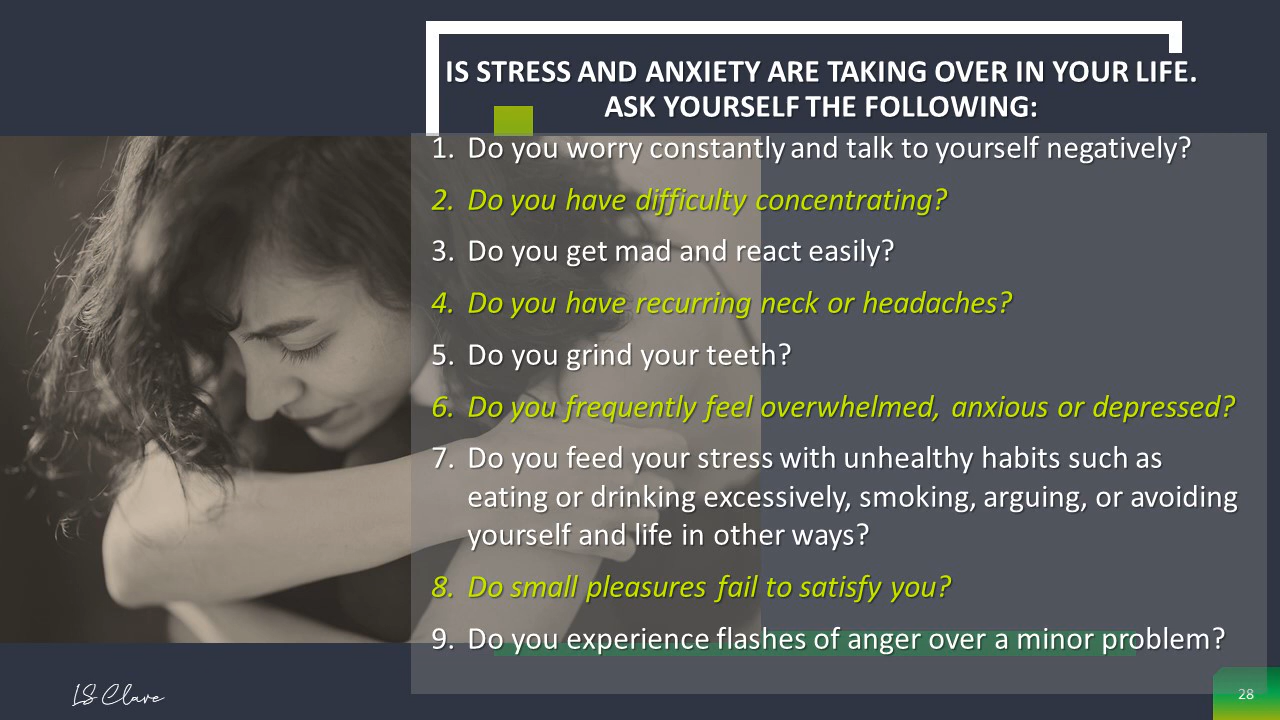 IS STRESS AND ANXIETY ARE TAKING OVER IN YOUR LIFE.
ASK YOURSELF THE FOLLOWING:
1. Do you worry constantly and talk to yourself negatively?
2. Do you have difficulty concentrating?
3. Do you get mad and react easily?
4. Do you have recurring neck or headaches?
5. Do you grind your teeth?
6. Do you frequently feel overwhelmed, anxious or depressed?
7. Do you feed your stress with unhealthy habits such as
eating or drinking excessively, smoking, arguing, or avoiding
yourself and life in other ways?
8. Do small pleasures fail to satisfy you?
9. Do you experience flashes of anger over a minor problem?
LS Clave
28